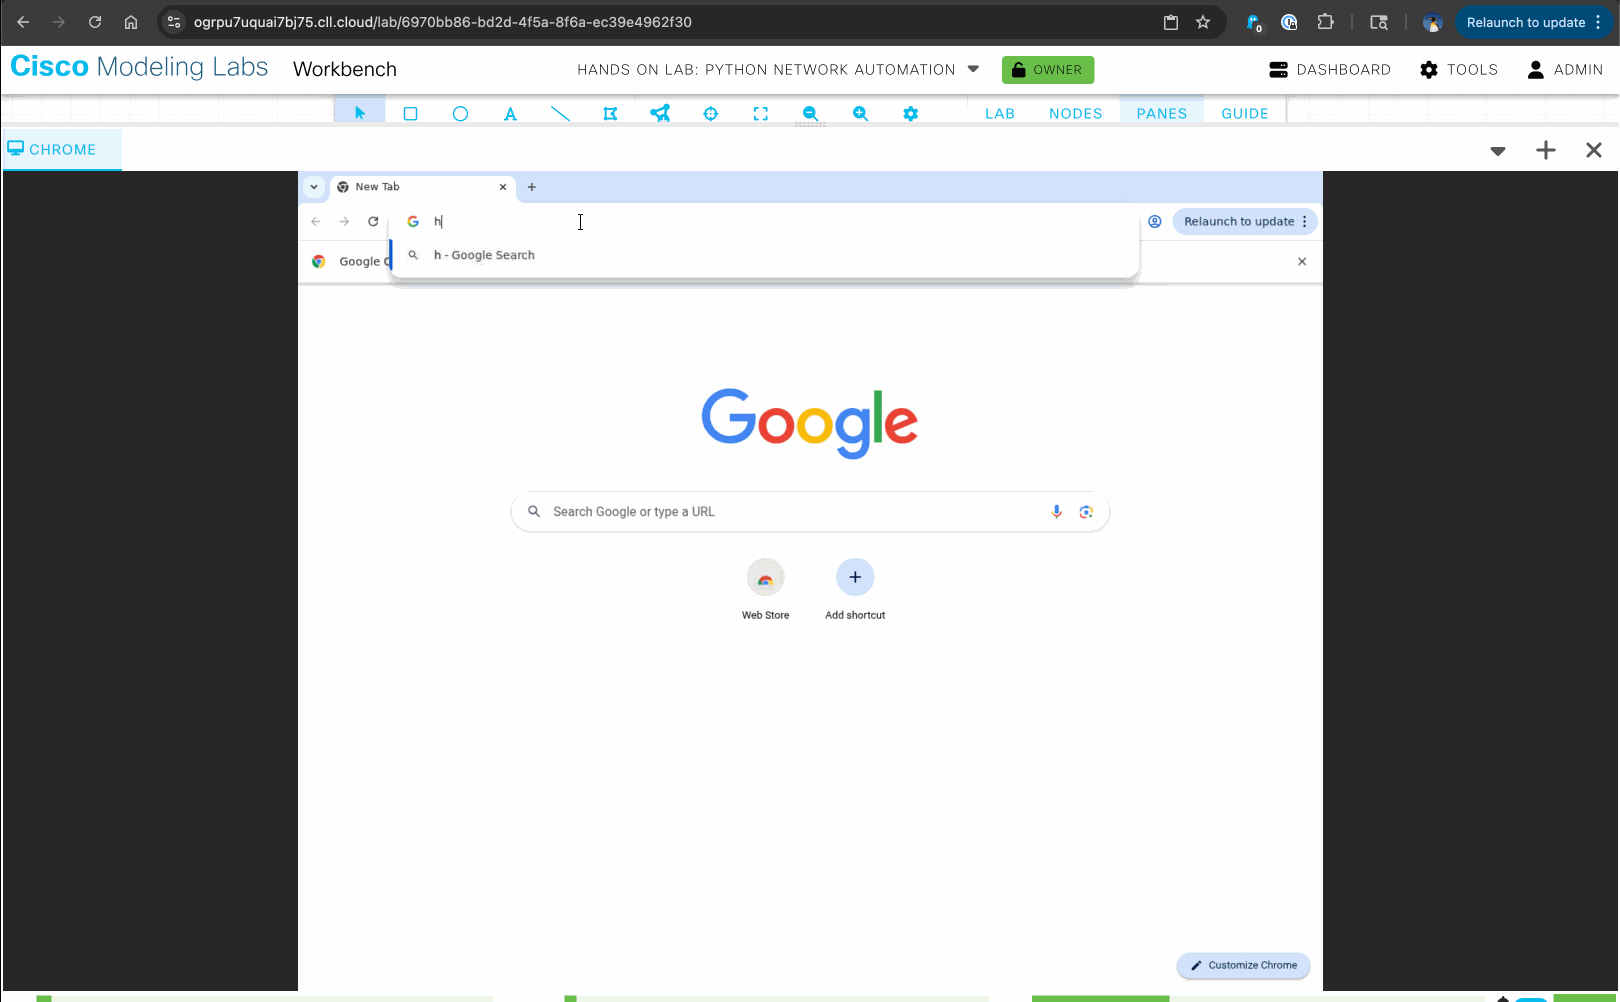 ogrpu7uquai7bj75.cll.cloud/lab/6970bb86-bd2d-4f5a-8f6a-ec39e4962f30
0
Relaunch to update
Cisco Modeling Labs
Workbench
HANDS ON LAB: PYTHON NETWORK AUTOMATION
OWNER
DASHBOARD
TOOLS
ADMIN
A
LAB
NODES
PANES
GUIDE
CHROME
New Tab
h
Relaunch to update
h - Google Search
Google C
Google
Search Google or type a URL
Web Store
Add shortcut
Customize Chrome